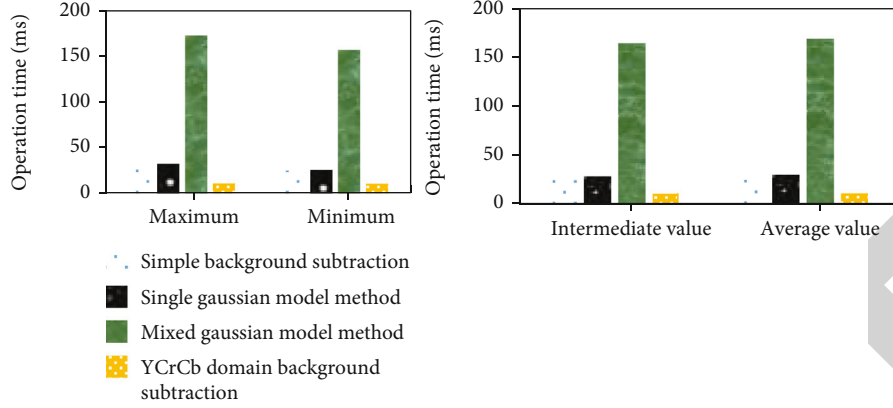 Operation time (ms)
200
150
100
50
0
Maximum
Minimum
Operation time (ms)
200
150
100
50
0
Intermediate value
Average value
Simple background subtraction
Single gaussian model method
Mixed gaussian model method
YCrCb domain background
subtraction